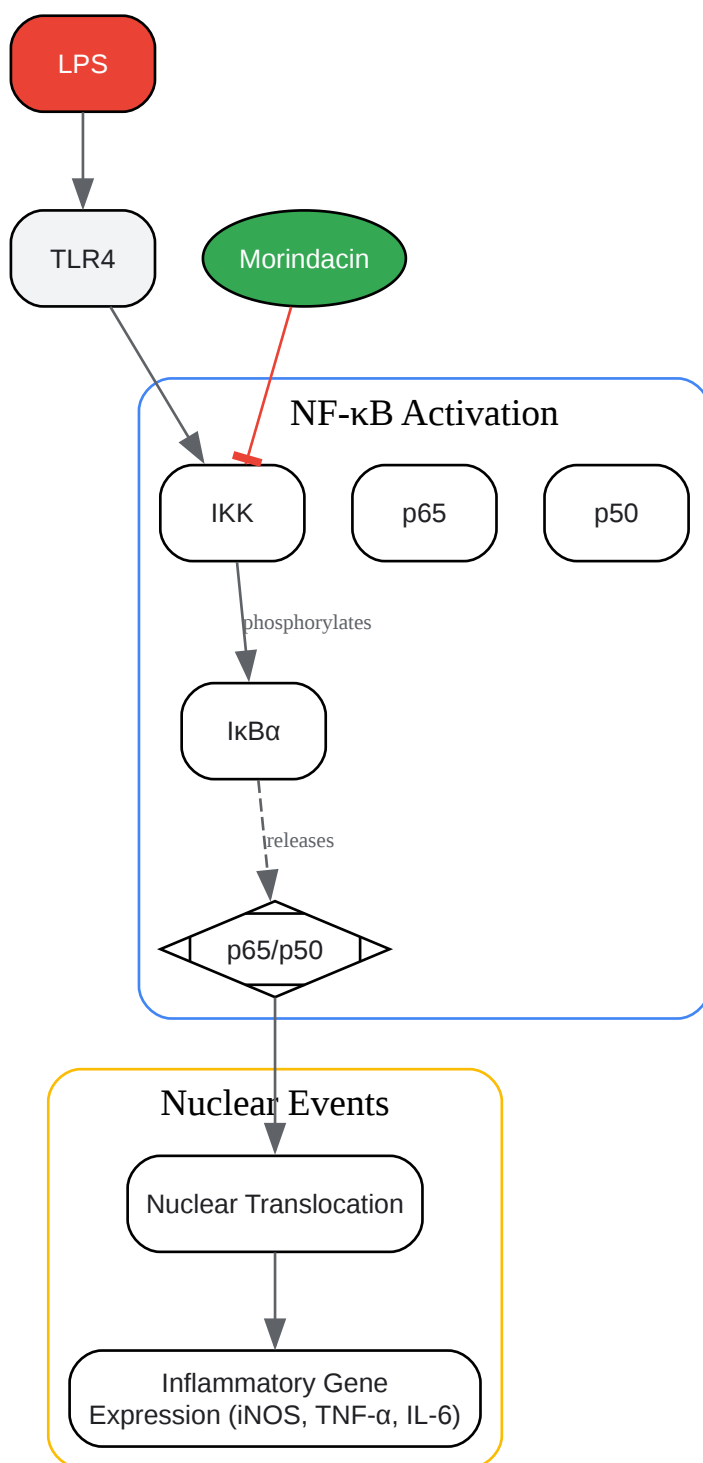 LPS
TLR4
Morindacin
NF-κB Activation
IKK
p65
p50
phosphorylates
IκBα
releases
p65/p50
Nuclear Events
Nuclear Translocation
Inflammatory Gene
Expression (iNOS, TNF-α, IL-6)